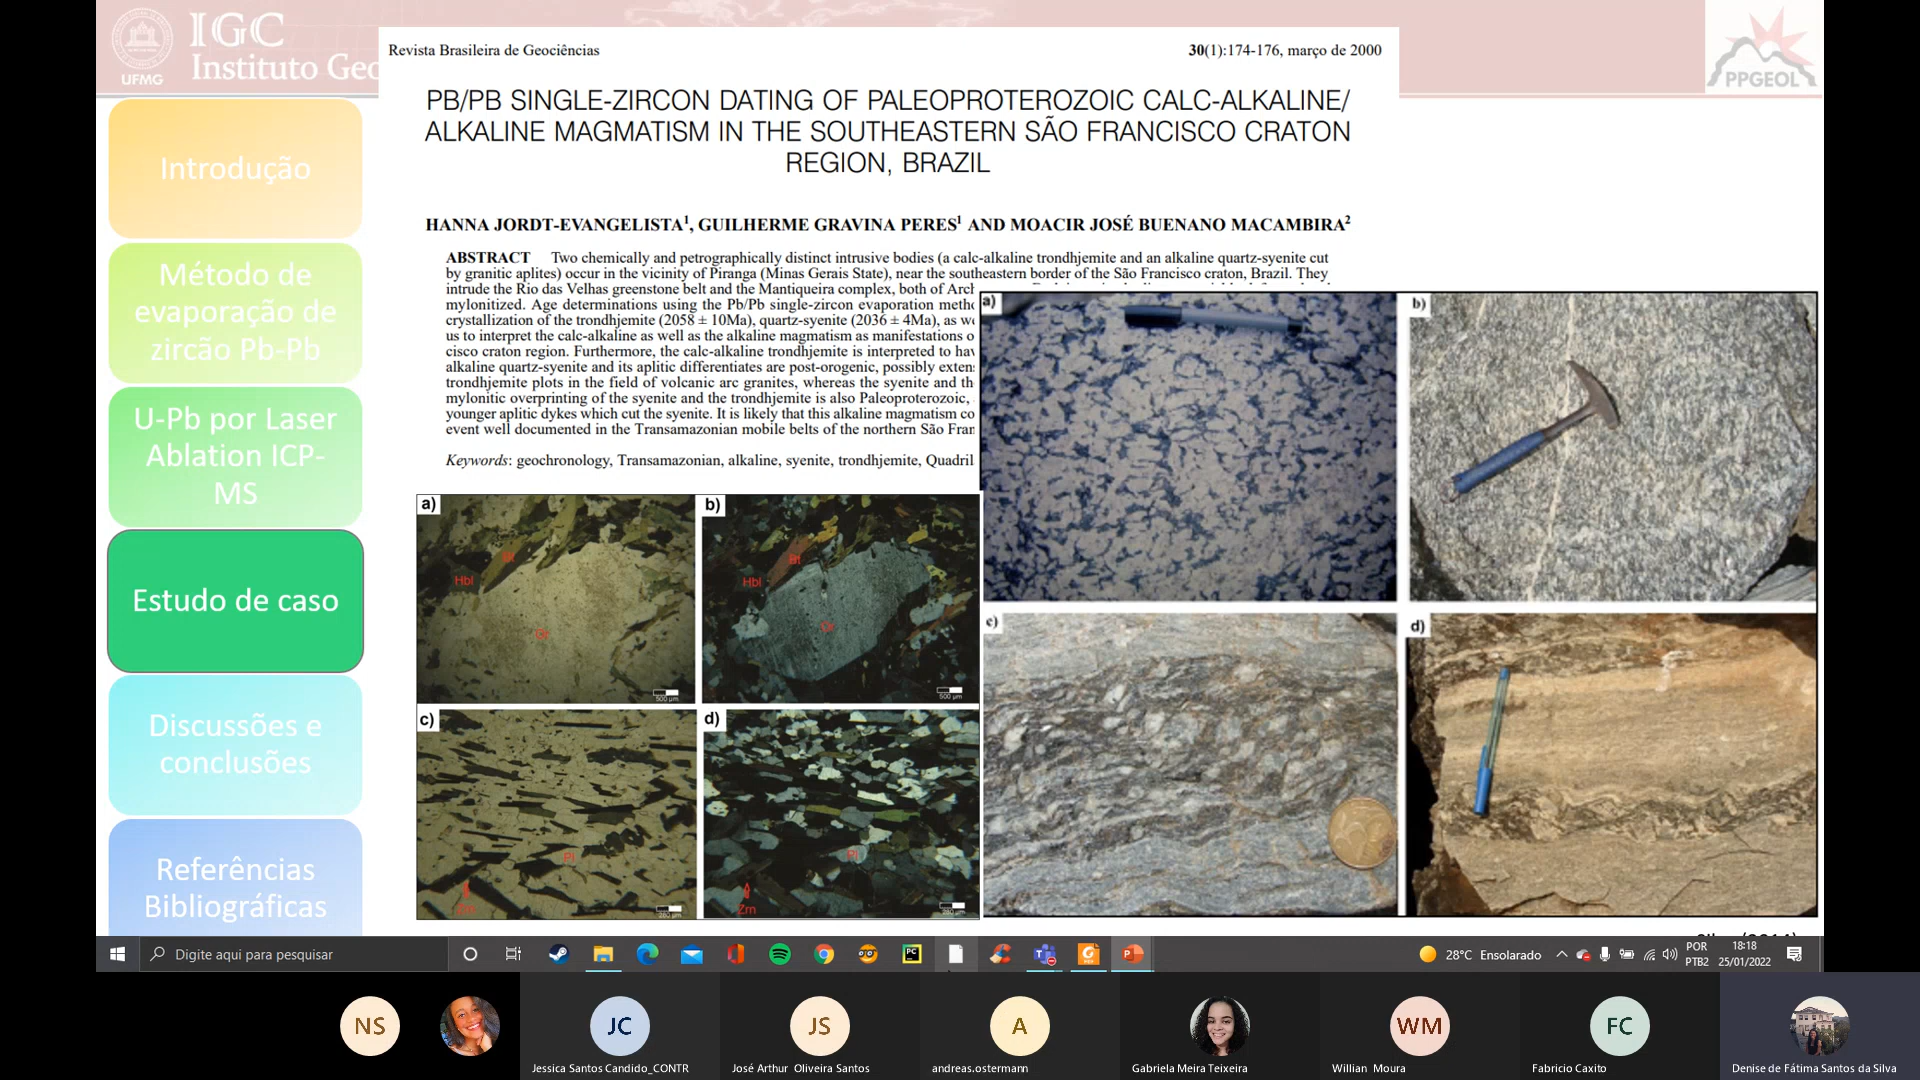 UFMG
IGC
Instituto Geo
PPGEOL
Introdução
Método de
evaporação de
zircão Pb-Pb
U-Pb por Laser
Ablation ICP-
MS
Estudo de caso
Discussões e
conclusões
Referências
Bibliográficas
Revista Brasileira de Geociências
30(1):174-176, março de 2000
PB/PB SINGLE-ZIRCON DATING OF PALEOPROTEROZOIC CALC-ALKALINE/
ALKALINE MAGMATISM IN THE SOUTHEASTERN SÃO FRANCISCO CRATON
REGION, BRAZIL
HANNA JORDT-EVANGELISTA¹, GUILHERME GRAVINA PERES¹ AND MOACIR JOSÉ BUENANO MACAMBIRA²
ABSTRACT Two chemically and petrographically distinct intrusive bodies (a calc-alkaline trondhjemite and an alkaline quartz-syenite cut
by granitic aplites) occur in the vicinity of Piranga (Minas Gerais State), near the southeastern border of the São Francisco craton, Brazil. They
intrude the Rio das Velhas greenstone belt and the Mantiqueira complex, both of Arch
mylonitized. Age determinations using the Pb/Pb single-zircon evaporation metho
crystallization of the trondhjemite (2058 ± 10Ma), quartz-syenite (2036 ± 4Ma), as we
us to interpret the calc-alkaline as well as the alkaline magmatism as manifestations o
cisco craton region. Furthermore, the calc-alkaline trondhjemite is interpreted to hav
alkaline quartz-syenite and its aplitic differentiates are post-orogenic, possibly exten
trondhjemite plots in the field of volcanic arc granites, whereas the syenite and th
mylonitic overprinting of the syenite and the trondhjemite is also Paleoproterozoic,
younger aplitic dykes which cut the syenite. It is likely that this alkaline magmatism co
event well documented in the Transamazonian mobile belts of the northern São Fran
Keywords: geochronology, Transamazonian, alkaline, syenite, trondhjemite, Quadril
a)
b)
Bt
Hbl
Or
500 µm
Bt
Hbl
Or
500 µm
c)
d)
Pl
Zrn
Pl
Zrn
a)
b)
c)
d)
Digite aqui para pesquisar
28°C Ensolarado
POR
PTB2
18:18
25/01/2022
NS
JC
Jessica Santos Candido_CONTR
JS
José Arthur Oliveira Santos
A
andreas.ostermann
Gabriela Meira Teixeira
WM
Willian Moura
FC
Fabricio Caxito
Denise de Fátima Santos da Silva